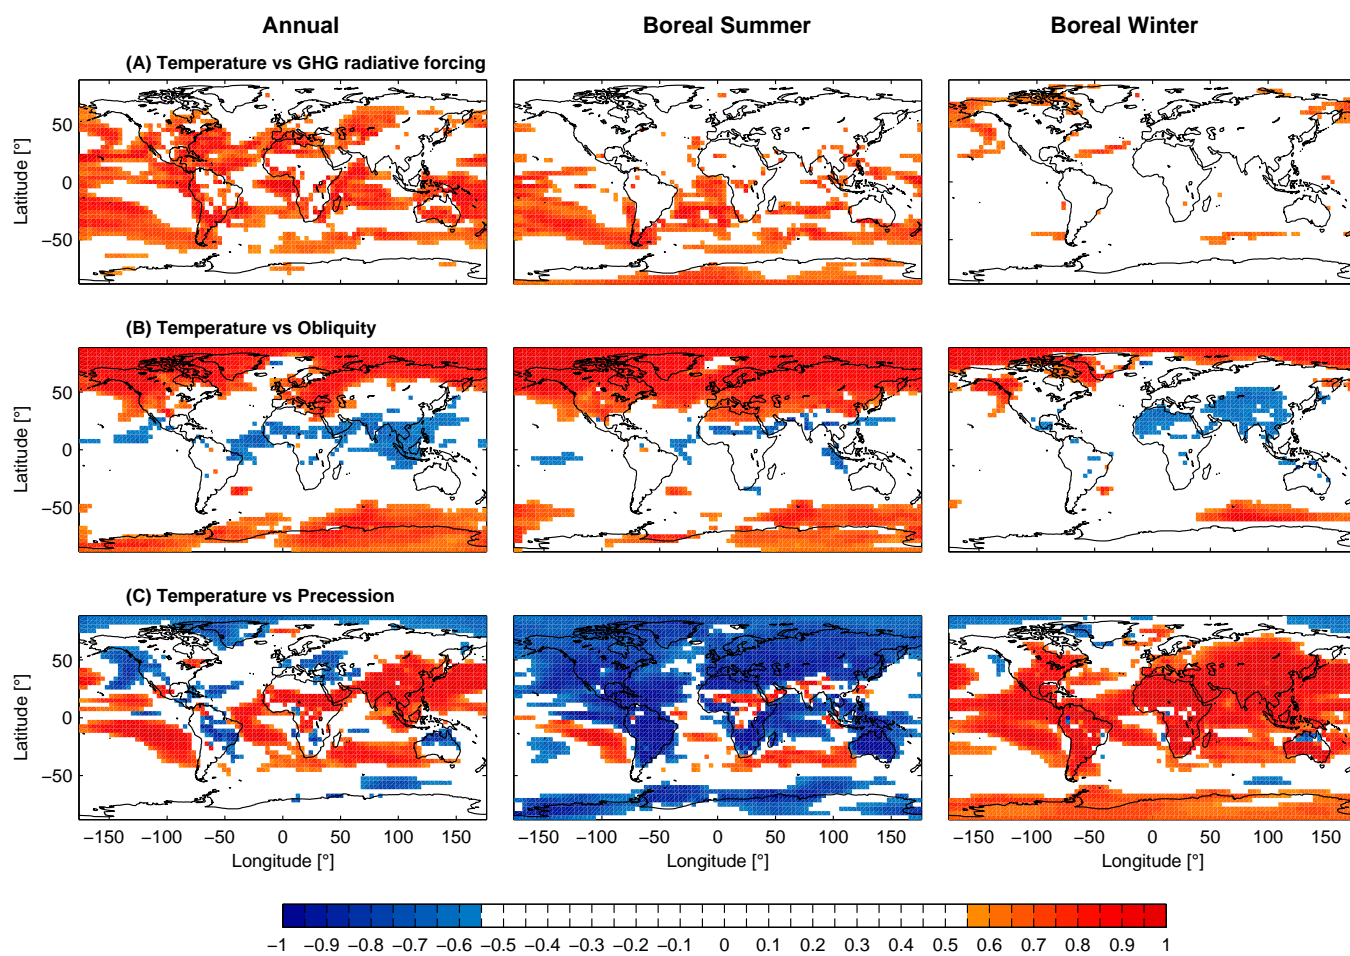 Annual
Boreal Summer
Boreal Winter
(A) Temperature vs GHG radiative forcing
Latitude [°]
50
0
−50
(B) Temperature vs Obliquity
Latitude [°]
50
0
−50
(C) Temperature vs Precession
Latitude [°]
50
0
−50
−150 −100 −50 0 50 100 150
−150 −100 −50 0 50 100 150
−150 −100 −50 0 50 100 150
Longitude [°]
Longitude [°]
Longitude [°]
−1 −0.9 −0.8 −0.7 −0.6 −0.5 −0.4 −0.3 −0.2 −0.1 0 0.1 0.2 0.3 0.4 0.5 0.6 0.7 0.8 0.9 1